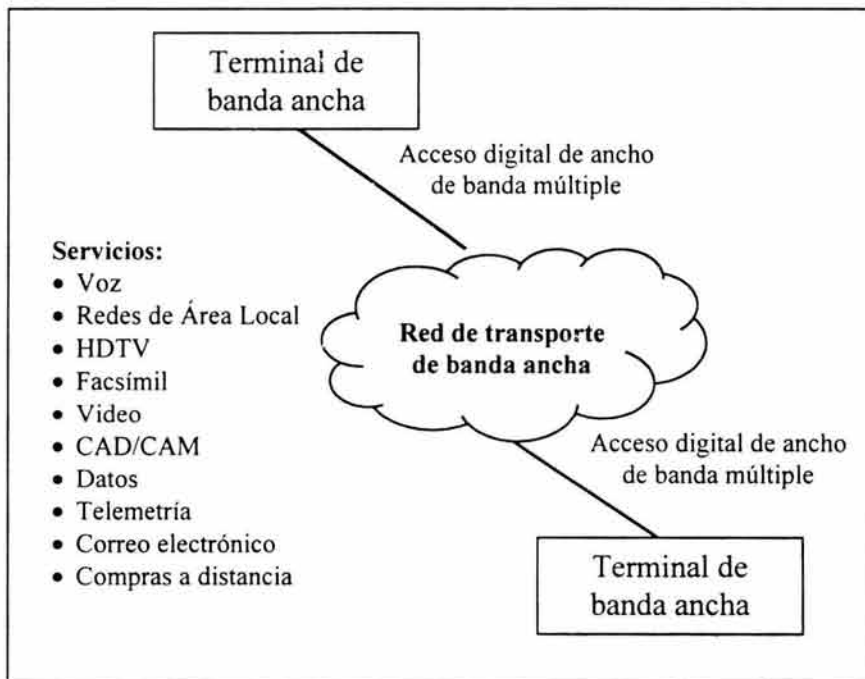 Terminal de
banda ancha
Acceso digital de ancho
de banda múltiple
Servicios:
• Voz
• Redes de Área Local
• HDTV
• Facsímil
• Video
• CAD/CAM
• Datos
• Telemetría
• Correo electrónico
• Compras a distancia
Red de transporte
de banda ancha
Acceso digital de ancho
de banda múltiple
Terminal de
banda ancha